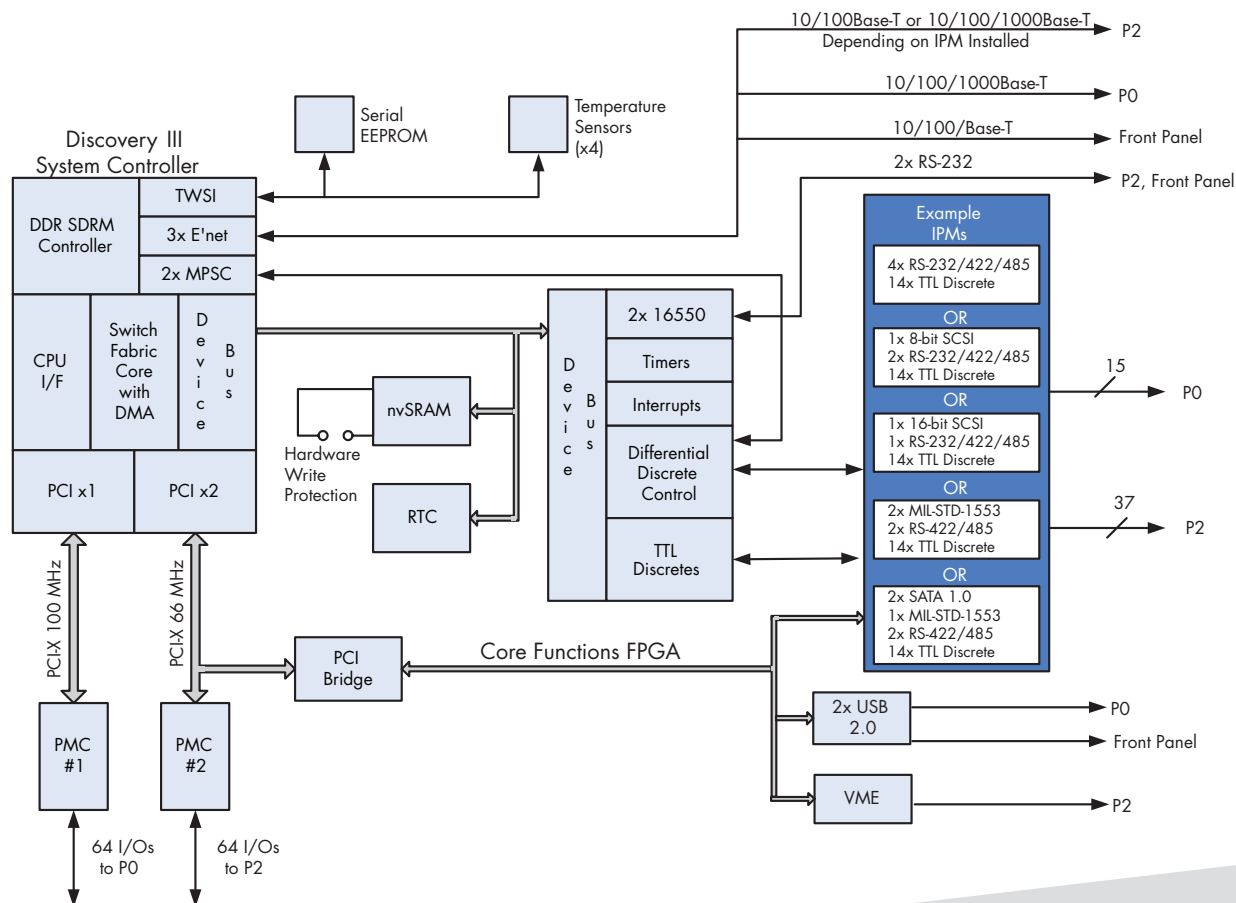 10/100Base-T or 10/100/1000Base-T
Depending on IPM Installed
P2
10/100/1000Base-T
P0
10/100/Base-T
Front Panel
2x RS-232
P2, Front Panel
Serial
EEPROM
Temperature
Sensors
(x4)
Discovery III
System Controller
DDR SDRM
Controller
TWSI
3x E'net
2x MPSC
CPU
I/F
Switch
Fabric
Core
with
DMA
Device
Bus
PCI x1
PCI x2
nvSRAM
Hardware
Write
Protection
RTC
Device
Bus
2x 16550
Timers
Interrupts
Differential
Discrete
Control
TTL
Discretes
Example
IPMs
4x RS-232/422/485
14x TTL Discrete
OR
1x 8-bit SCSI
2x RS-232/422/485
14x TTL Discrete
OR
1x 16-bit SCSI
1x RS-232/422/485
14x TTL Discrete
OR
2x MIL-STD-1553
2x RS-422/485
14x TTL Discrete
OR
2x SATA 1.0
1x MIL-STD-1553
2x RS-422/485
14x TTL Discrete
15
P0
37
P2
PCI-X 100 MHz
PCI-X 66 MHz
PCI
Bridge
Core Functions FPGA
2x USB
2.0
P0
Front Panel
VME
P2
PMC
#1
PMC
#2
64 I/Os
to P0
64 I/Os
to P2